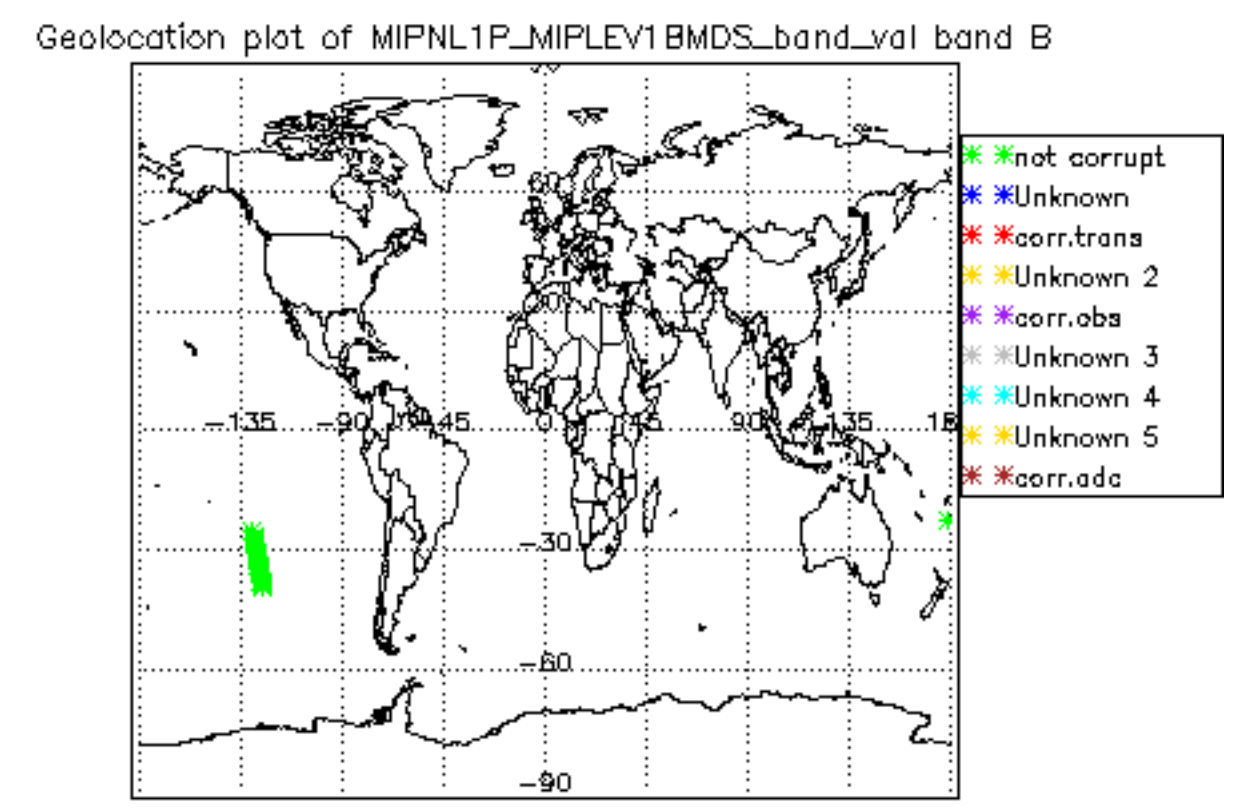 Geolocation plot of MIPNL1P_MIPLEV1BMDS_band_val band B
not corrupt
Unknown
corr.trans
Unknown 2
corr.obs
Unknown 3
Unknown 4
Unknown 5
corr.adc
60
-135 -90 -45 0 45 90 135
-30
-60
-90